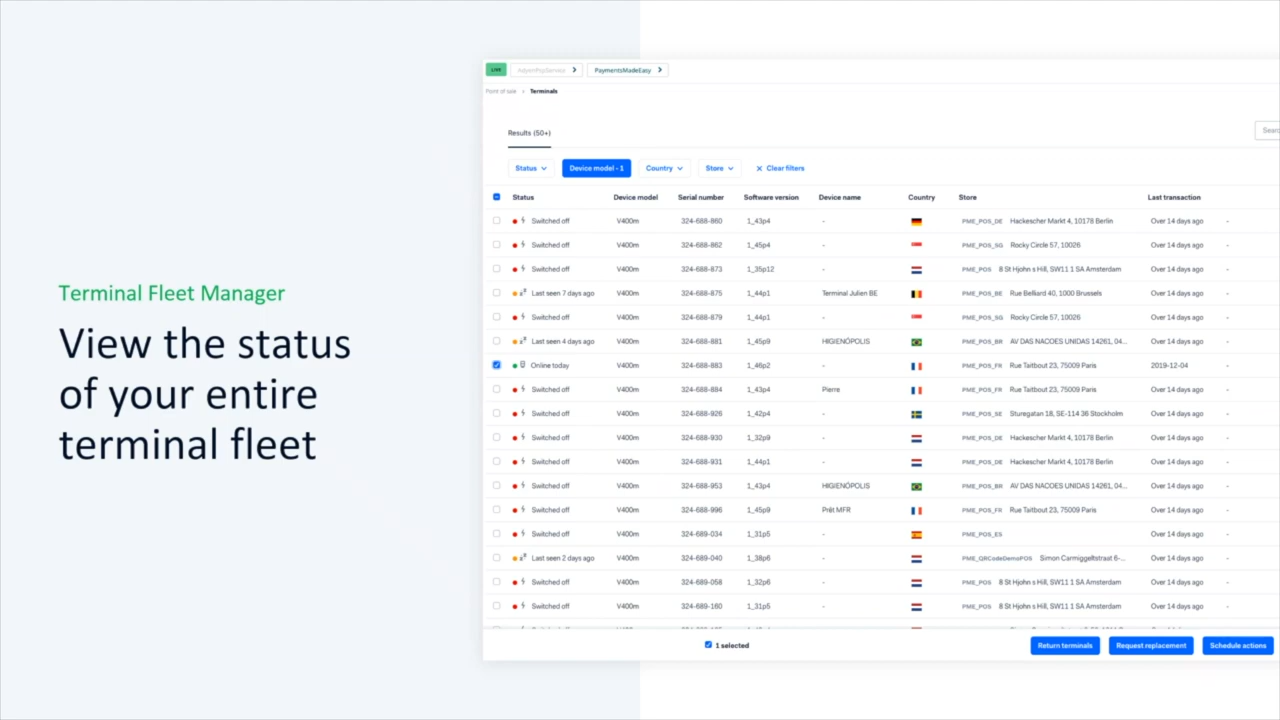 Terminal Fleet Manager
View the status
of your entire
terminal fleet
LIVE PaymentsMadeEasy
Point of sale > Terminals
Results (50+)
Status Device model - 1 Country Store × Clear filters
Status Device model Serial number Software version Device name Country Store Last transaction
Switched off V400m 324-688-860 1_43p4 - PME_POS_DE Hackescher Markt 4, 10178 Berlin Over 14 days ago -
Switched off V400m 324-688-862 1_45p4 - PME_POS_SG Rocky Circle 57, 10026 Over 14 days ago -
Switched off V400m 324-688-873 1_35p12 - PME_POS 8 St Hjohn s Hill, SW11 1 SA Amsterdam Over 14 days ago -
Last seen 7 days ago V400m 324-688-875 1_44p1 Terminal Julien BE PME_POS_BE Rue Belliard 40, 1000 Brussels Over 14 days ago -
Switched off V400m 324-688-879 1_44p1 - PME_POS_SG Rocky Circle 57, 10026 Over 14 days ago -
Last seen 4 days ago V400m 324-688-881 1_45p9 HIGIENÓPOLIS PME_POS_BR AV DAS NACOES UNIDAS 14261, 04... Over 14 days ago -
Online today V400m 324-688-883 1_46p2 - PME_POS_FR Rue Taitbout 23, 75009 Paris 2019-12-04 -
Switched off V400m 324-688-884 1_43p4 Pierre PME_POS_FR Rue Taitbout 23, 75009 Paris Over 14 days ago -
Switched off V400m 324-688-926 1_42p4 - PME_POS_SE Sturegatan 18, SE-114 36 Stockholm Over 14 days ago -
Switched off V400m 324-688-930 1_32p9 - PME_POS_DE Hackescher Markt 4, 10178 Berlin Over 14 days ago -
Switched off V400m 324-688-931 1_44p1 - PME_POS_DE Hackescher Markt 4, 10178 Berlin Over 14 days ago -
Switched off V400m 324-688-953 1_43p4 HIGIENÓPOLIS PME_POS_BR AV DAS NACOES UNIDAS 14261, 04... Over 14 days ago -
Switched off V400m 324-688-996 1_45p9 Prêt MFR PME_POS_FR Rue Taitbout 23, 75009 Paris Over 14 days ago -
Switched off V400m 324-689-034 1_31p5 - PME_POS_ES Over 14 days ago -
Last seen 2 days ago V400m 324-689-040 1_38p6 - PME_QRCodeDemoPOS Simon Carmiggeltstraat 6-... Over 14 days ago -
Switched off V400m 324-689-058 1_32p6 - PME_POS 8 St Hjohn s Hill, SW11 1 SA Amsterdam Over 14 days ago -
Switched off V400m 324-689-160 1_31p5 - PME_POS 8 St Hjohn s Hill, SW11 1 SA Amsterdam Over 14 days ago -
1 selected Return terminals Request replacement Schedule actions